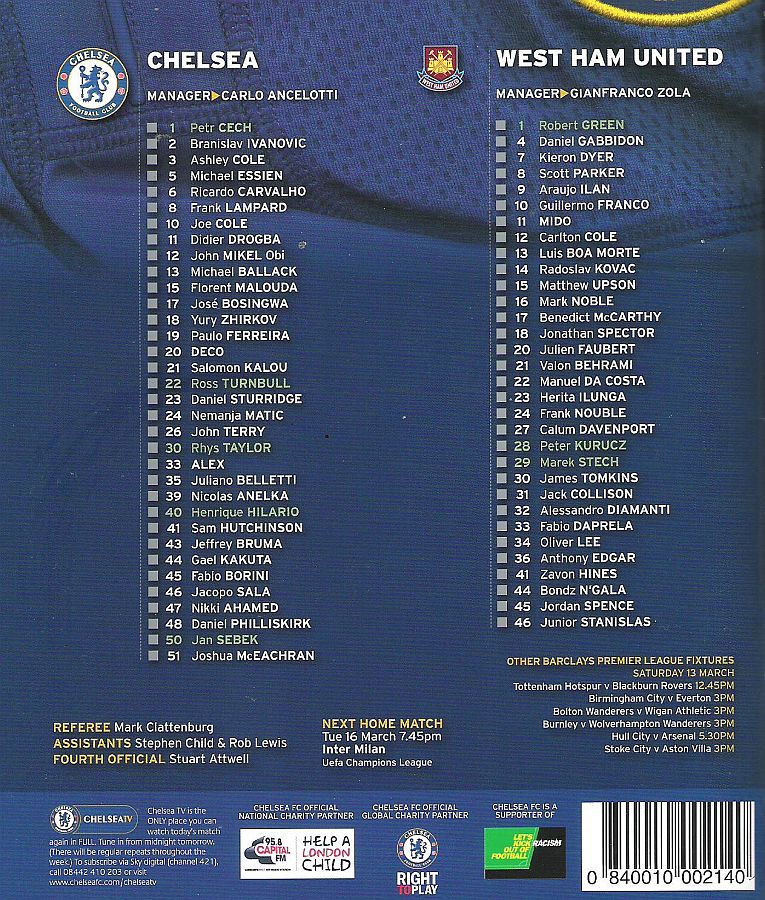 CHELSEA
FOOTBALL CLUB
CHELSEA
MANAGER CARLO ANCELOTTI
1 Petr CECH
2 Branislav IVANOVIC
3 Ashley COLE
5 Michael ESSIEN
6 Ricardo CARVALHO
8 Frank LAMPARD
10 Joe COLE
11 Didier DROGBA
12 John MIKEL Obi
13 Michael BALLACK
15 Florent MALOUDA
17 José BOSINGWA
18 Yury ZHIRKOV
19 Paulo FERREIRA
20 DECO
21 Salomon KALOU
22 Ross TURNBULL
23 Daniel STURRIDGE
24 Nemanja MATIC
26 John TERRY
30 Rhys TAYLOR
33 ALEX
35 Juliano BELLETTI
39 Nicolas ANELKA
40 Henrique HILARIO
41 Sam HUTCHINSON
43 Jeffrey BRUMA
44 Gael KAKUTA
45 Fabio BORINI
46 Jacopo SALA
47 Nikki AHAMED
48 Daniel PHILLISKIRK
50 Jan SEBEK
51 Joshua McEACHRAN
WEST HAM UNITED
WEST HAM UNITED
MANAGER GIANFRANCO ZOLA
1 Robert GREEN
4 Daniel GABBIDON
7 Kieron DYER
8 Scott PARKER
9 Araujo ILAN
10 Guillermo FRANCO
11 MIDO
12 Carlton COLE
13 Luis BOA MORTE
14 Radoslav KOVAC
15 Matthew UPSON
16 Mark NOBLE
17 Benedict McCARTHY
18 Jonathan SPECTOR
20 Julien FAUBERT
21 Valon BEHRAMI
22 Manuel DA COSTA
23 Herita ILUNGA
24 Frank NOUBLE
27 Calum DAVENPORT
28 Peter KURUCZ
29 Marek STECH
30 James TOMKINS
31 Jack COLLISON
32 Alessandro DIAMANTI
33 Fabio DAPRELA
34 Oliver LEE
36 Anthony EDGAR
41 Zavon HINES
44 Bondz N'GALA
45 Jordan SPENCE
46 Junior STANISLAS
OTHER BARCLAYS PREMIER LEAGUE FIXTURES
SATURDAY 13 MARCH
Tottenham Hotspur v Blackburn Rovers 12.45PM
Birmingham City v Everton 3PM
Bolton Wanderers v Wigan Athletic 3PM
Burnley v Wolverhampton Wanderers 3PM
Hull City v Arsenal 5.30PM
Stoke City v Aston Villa 3PM
REFEREE Mark Clattenburg
ASSISTANTS Stephen Child & Rob Lewis
FOURTH OFFICIAL Stuart Attwell
NEXT HOME MATCH
Tue 16 March 7.45pm
Inter Milan
Uefa Champions League
CHELSEATV
Chelsea TV is the
ONLY place you can
watch today's match
again in FULL. Tune in from midnight tomorrow.
(There will be regular repeats throughout the
week.) To subscribe via Sky digital (channel 421),
call 08442 410 203 or visit
www.chelseafc.com/chelseatv
CHELSEA FC OFFICIAL
NATIONAL CHARITY PARTNER
95.8
CAPITAL
FM
HELP A
LONDON
CHILD
CHELSEA FC OFFICIAL
GLOBAL CHARITY PARTNER
RIGHT
TO PLAY
CHELSEA FC IS A
SUPPORTER OF
LET'S
KICK RACISM
OUT OF
FOOTBALL
0 840010 002140